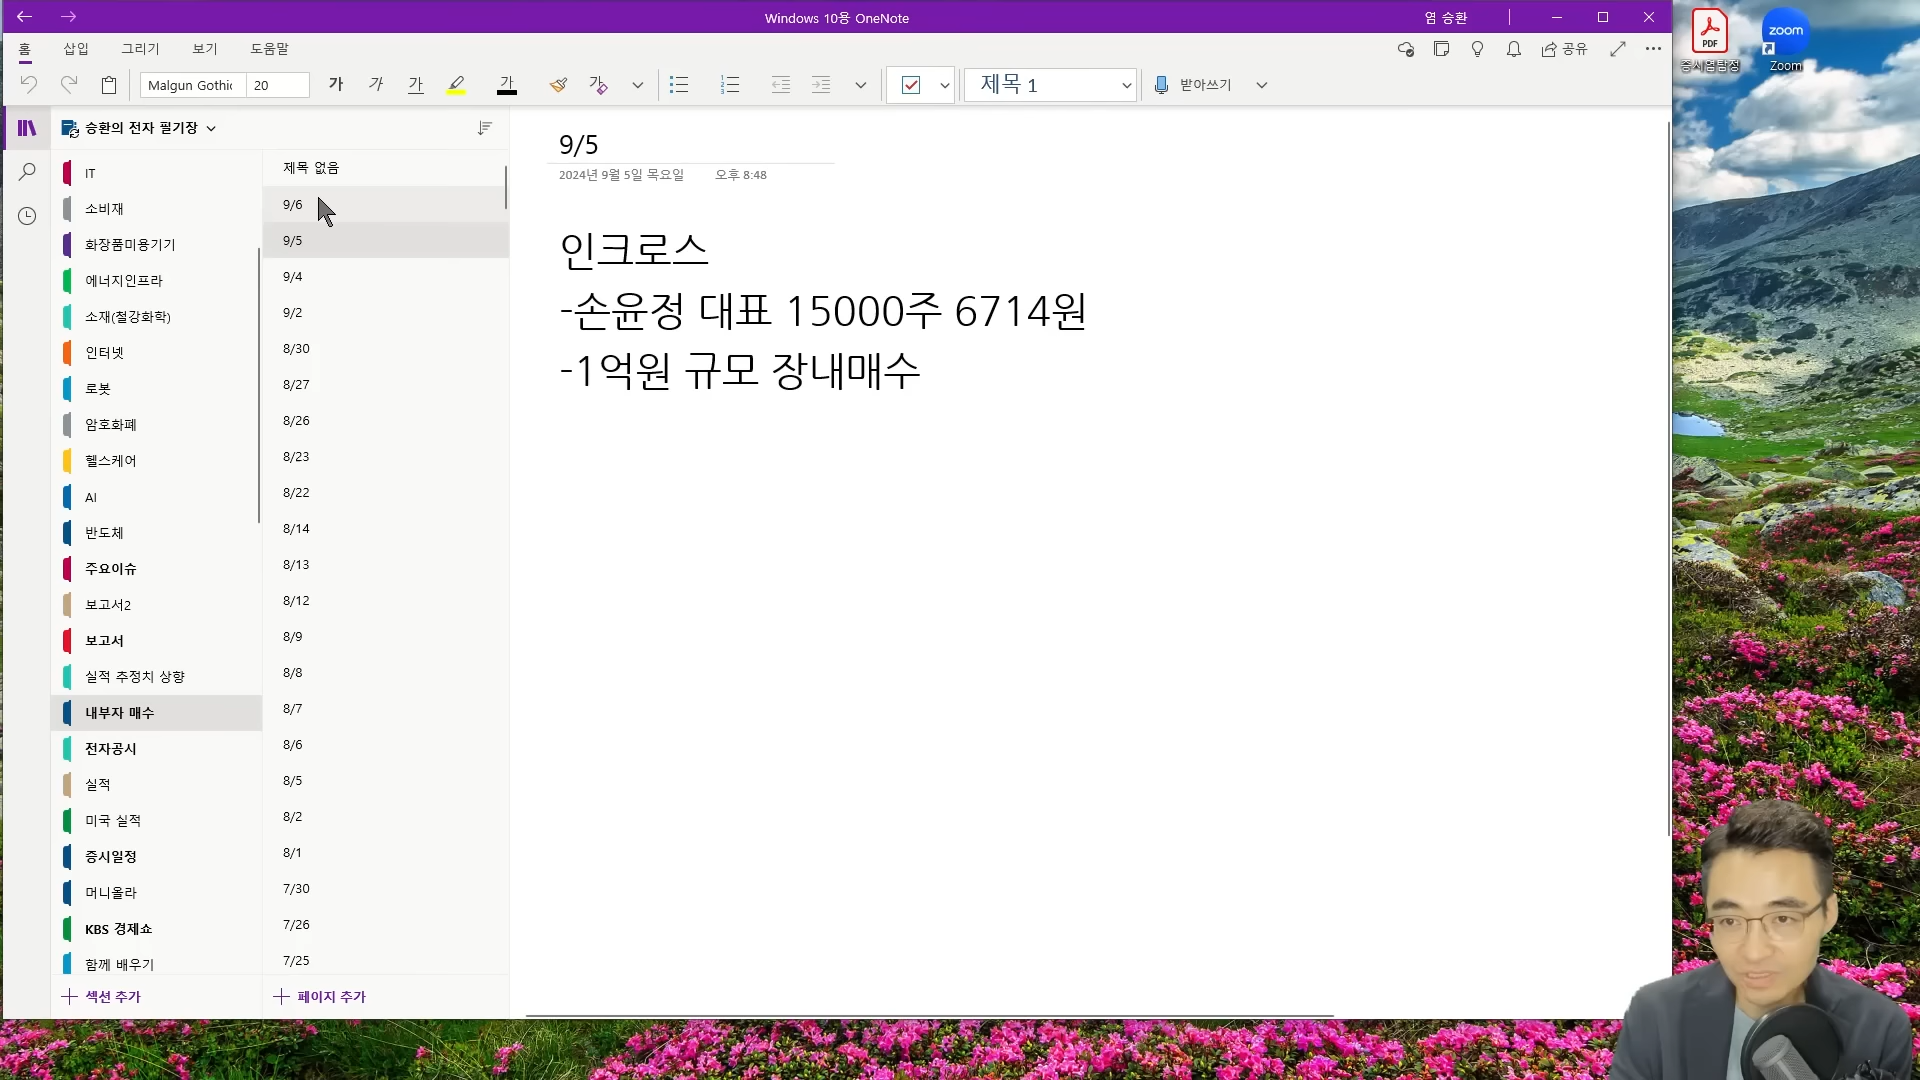 Windows 10용 OneNote
염 승환
홈 삽입 그리기 보기 도움말
공유
Malgun Gothic 20 가 가 가 가 가 제목 1 받아쓰기
승환의 전자 필기장
IT
소비재
화장품미용기기
에너지인프라
소재(철강화학)
인터넷
로봇
암호화폐
헬스케어
AI
반도체
주요이슈
보고서2
보고서
실적 추정치 상향
내부자 매수
전자공시
실적
미국 실적
증시일정
머니올라
KBS 경제쇼
함께 배우기
섹션 추가
제목 없음
9/6
9/5
9/4
9/2
8/30
8/27
8/26
8/23
8/22
8/14
8/13
8/12
8/9
8/8
8/7
8/6
8/5
8/2
8/1
7/30
7/26
7/25
페이지 추가
9/5
2024년 9월 5일 목요일 오후 8:48
인크로스
-손윤정 대표 15000주 6714원
-1억원 규모 장내매수
PDF
zoom
Zoom